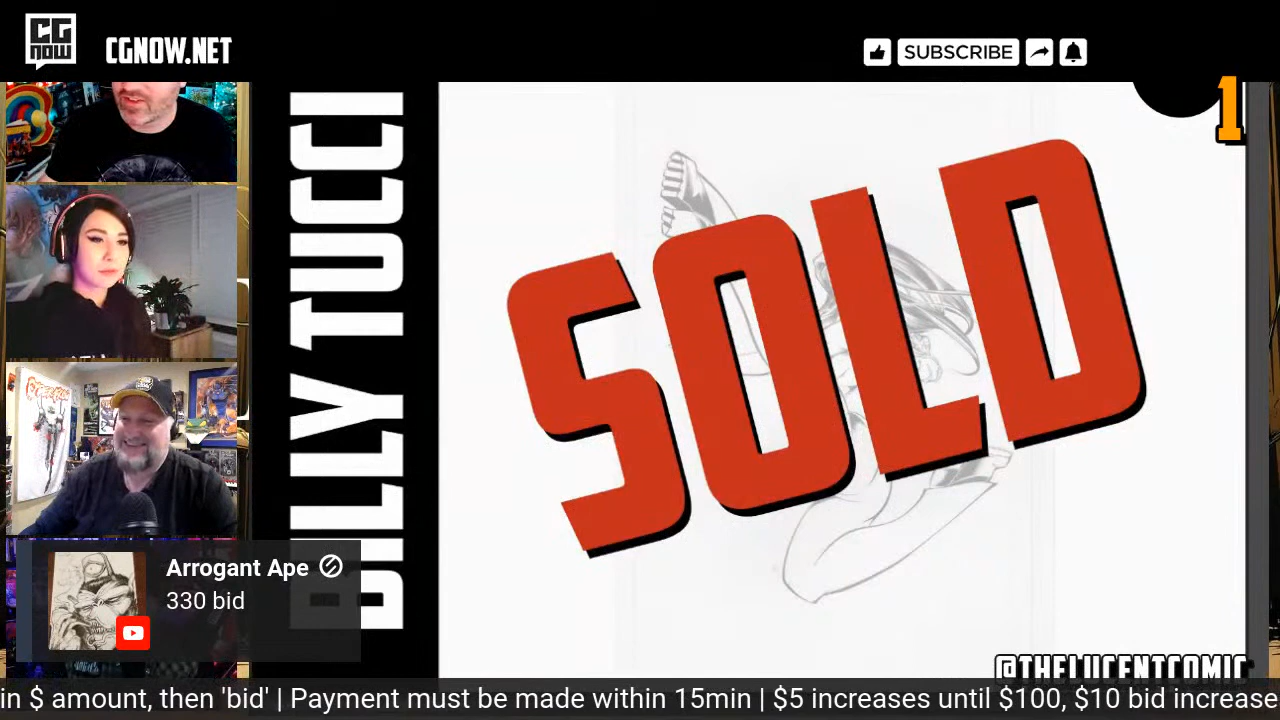 CG
NOW
CGNOW.NET
SUBSCRIBE
1
BILLY TUCCI
SOLD
Arrogant Ape
330 bid
@THELUCENTCOMIC
in $ amount, then 'bid' | Payment must be made within 15min | $5 increases until $100, $10 bid increase